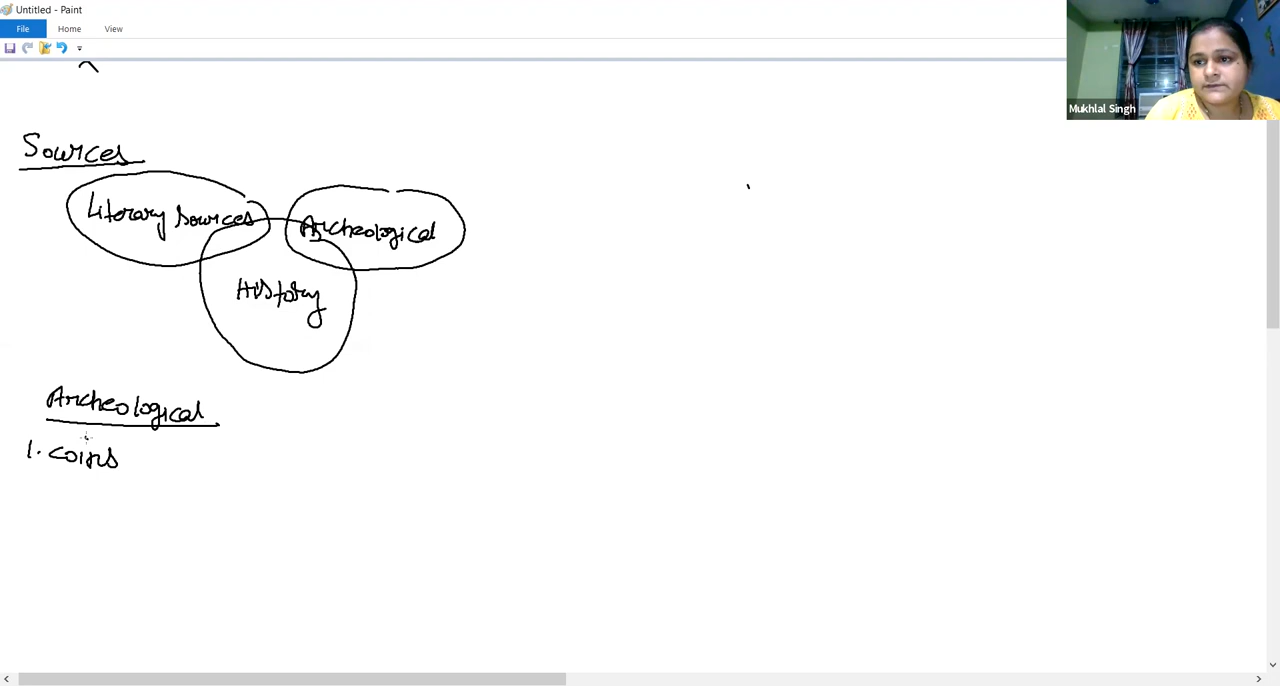 Untitled - Paint
File Home View
Mukhlal Singh
Sources
Literary Sources
Archeological
History
Archeological
1. Coins